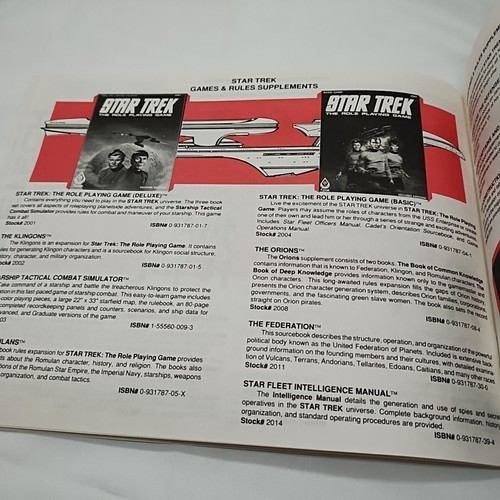 STAR TREK
GAMES & RULES SUPPLEMENTS
STAR TREK
THE ROLE PLAYING GAME
STAR TREK: THE ROLE PLAYING GAME (DELUXE)™
Contains everything you need to play in the STAR TREK universe. The three book
set covers all aspects of roleplaying planetside adventures, and the Starship Tactical
Combat Simulator provides rules for combat and maneuver of your starship. This game
has it all!
Stock# 2001
ISBN# 0-931787-01-7
THE KLINGONS™
The Klingons is an expansion for Star Trek: The Role Playing Game. It contains
rules for generating Klingon characters and is a sourcebook for Klingon social structure,
history, character, and military organization.
2002
ISBN# 0-931787-01-5
TACTICAL COMBAT SIMULATOR™
Take command of a starship and battle the treacherous Klingons to protect the
in this fast-paced game of starship combat. This easy-to-learn game includes
color playing pieces, a large 22" x 33" starfield map, the rulebook, an 80-page
recordkeeping panels and counters, scenarios, and ship data for
Advanced, and Graduate versions of the game.
03
ISBN# 1-55560-009-3
book rules expansion for STAR TREK: The Role Playing Game provides
about the Romulan character, history, and religion. The books also
of the Romulan Star Empire, the Imperial Navy, starships, weapons
organization, and combat tactics.
ISBN# 0-931787-05-X
STAR TREK
THE ROLE PLAYING GAME
STAR TREK: THE ROLE PLAYING GAME (BASIC)™
Live the excitement of the STAR TREK universe in STAR TREK: The Role Playing
Game. Players may assume the roles of characters from the USS Enterprise or
one of their own and lead him or her through a series of strange and exciting
Includes: Star Fleet Officers Manual, Cadet's Orientation Sourcebook, and Game
Operations Manual.
Stock# 2004
THE ORIONS™
The Orions supplement consists of two books. The Book of Common Knowledge
contains information that is known to Federation, Klingon, and Romulan characters. The
Book of Deep Knowledge provides information known only to the gamemaster and
Orion characters. This long-awaited rules expansion fills the
presents the Orion character generation system, describes Orion families, colonies,
governments, and the fascinating green slave women. The book also sets the record
straight on Orion pirates.
Stock# 2008
THE FEDERATION™
This sourcebook describes the structure, operation, and organization of the powerful
political body known as the United Federation of Planets. Included is extensive back-
ground information on the founding members and their cultures, with detailed examina-
tion of Vulcans, Terrans, Andorians, Tellarites, Edoans, Caitians, and many other races.
Stock# 2011
ISBN# 0-931787-30-0
STAR FLEET INTELLIGENCE MANUAL™
The Intelligence Manual details the generation and use of spies and secret
operatives in the STAR TREK universe. Complete background information, history,
organization, and standard operating procedures are provided.
Stock# 2014
ISBN# 0-931787-39-4